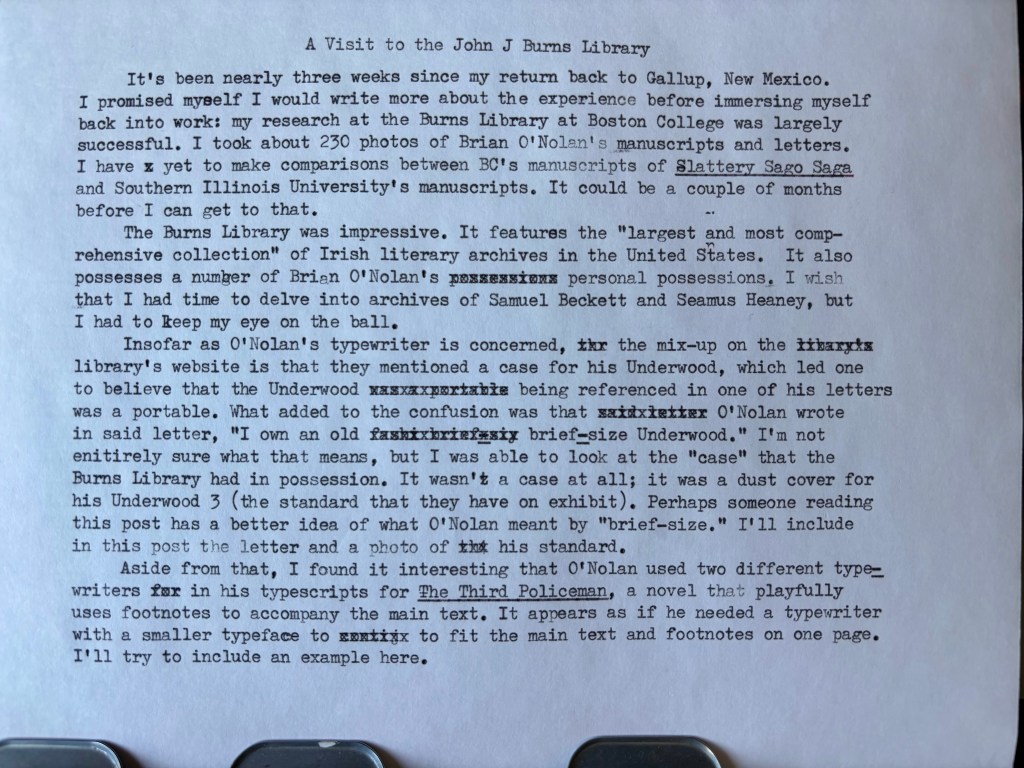 A Visit to the John J Burns Library
It's been nearly three weeks since my return back to Gallup, New Mexico.
I promised myself I would write more about the experience before immersing myself
back into work: my research at the Burns Library at Boston College was largely
successful. I took about 230 photos of Brian O'Nolan's manuscripts and letters.
I have x yet to make comparisons between BC's manuscripts of Slattery Sago Saga
and Southern Illinois University's manuscripts. It could be a couple of months
before I can get to that.
The Burns Library was impressive. It features the "largest and most comp-
rehensive collection" of Irish literary archives in the United States. It also
possesses a number of Brian O'Nolan's personal possessions. I wish
that I had time to delve into archives of Samuel Beckett and Seamus Heaney, but
I had to keep my eye on the ball.
Insofar as O'Nolan's typewriter is concerned, the mix-up on the
library's website is that they mentioned a case for his Underwood, which led one
to believe that the Underwood being referenced in one of his letters
was a portable. What added to the confusion was that O'Nolan wrote
in said letter, "I own an old brief-size Underwood." I'm not
enitirely sure what that means, but I was able to look at the "case" that the
Burns Library had in possession. It wasn't a case at all; it was a dust cover for
his Underwood 3 (the standard that they have on exhibit). Perhaps someone reading
this post has a better idea of what O'Nolan meant by "brief-size." I'll include
in this post the letter and a photo of his standard.
Aside from that, I found it interesting that O'Nolan used two different type-
writers in his typescripts for The Third Policeman, a novel that playfully
uses footnotes to accompany the main text. It appears as if he needed a typewriter
with a smaller typeface to to fit the main text and footnotes on one page.
I'll try to include an example here.